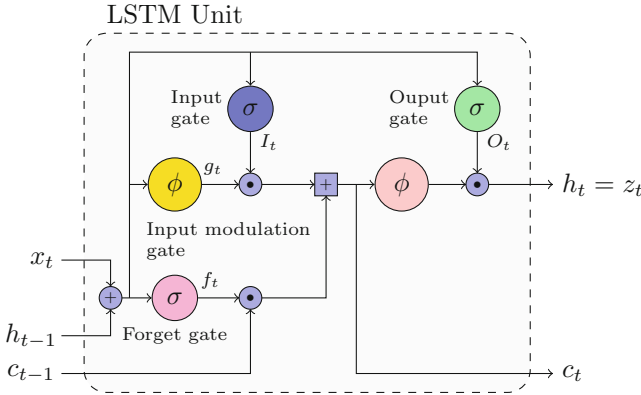 LSTM Unit
Input
gate
σ
I_t
Ouput
gate
σ
O_t
ϕ
g_t
•
+
ϕ
•
h_t = z_t
Input modulation
gate
x_t
+
σ
f_t
•
Forget gate
h_{t−1}
c_{t−1}
c_t